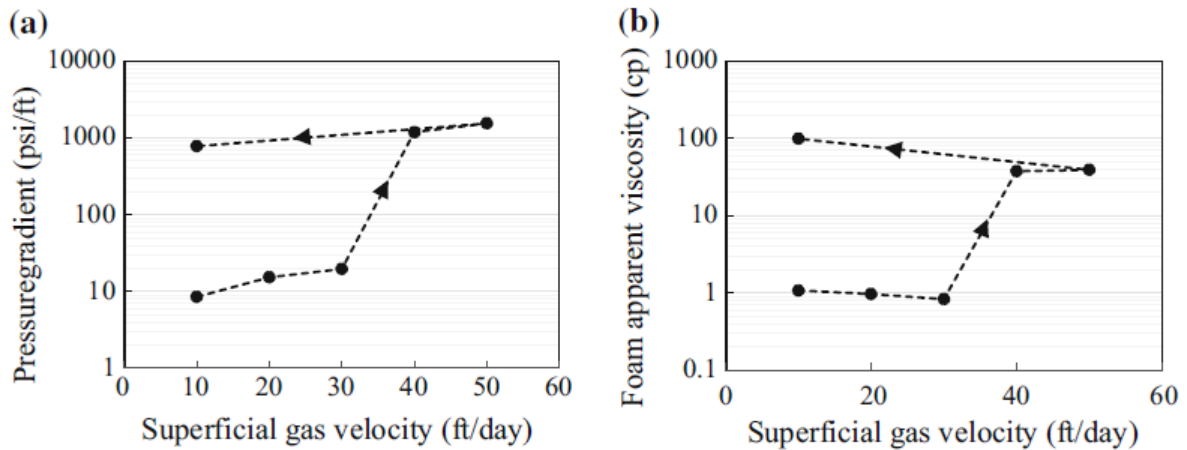 (a)
Pressuregradient (psi/ft)
10000
1000
100
10
1
0 10 20 30 40 50 60
Superficial gas velocity (ft/day)
(b)
Foam apparent viscosity (cp)
1000
100
10
1
0.1
0 20 40 60
Superficial gas velocity (ft/day)